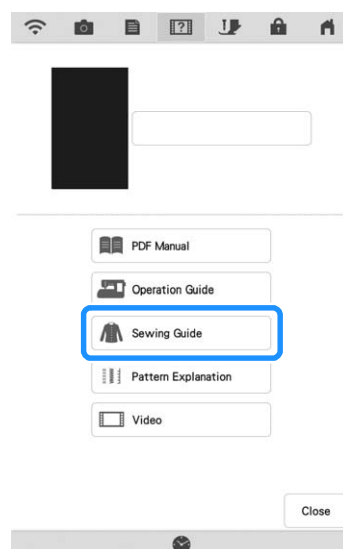 PDF Manual
Operation Guide
Sewing Guide
Pattern Explanation
Video
Close